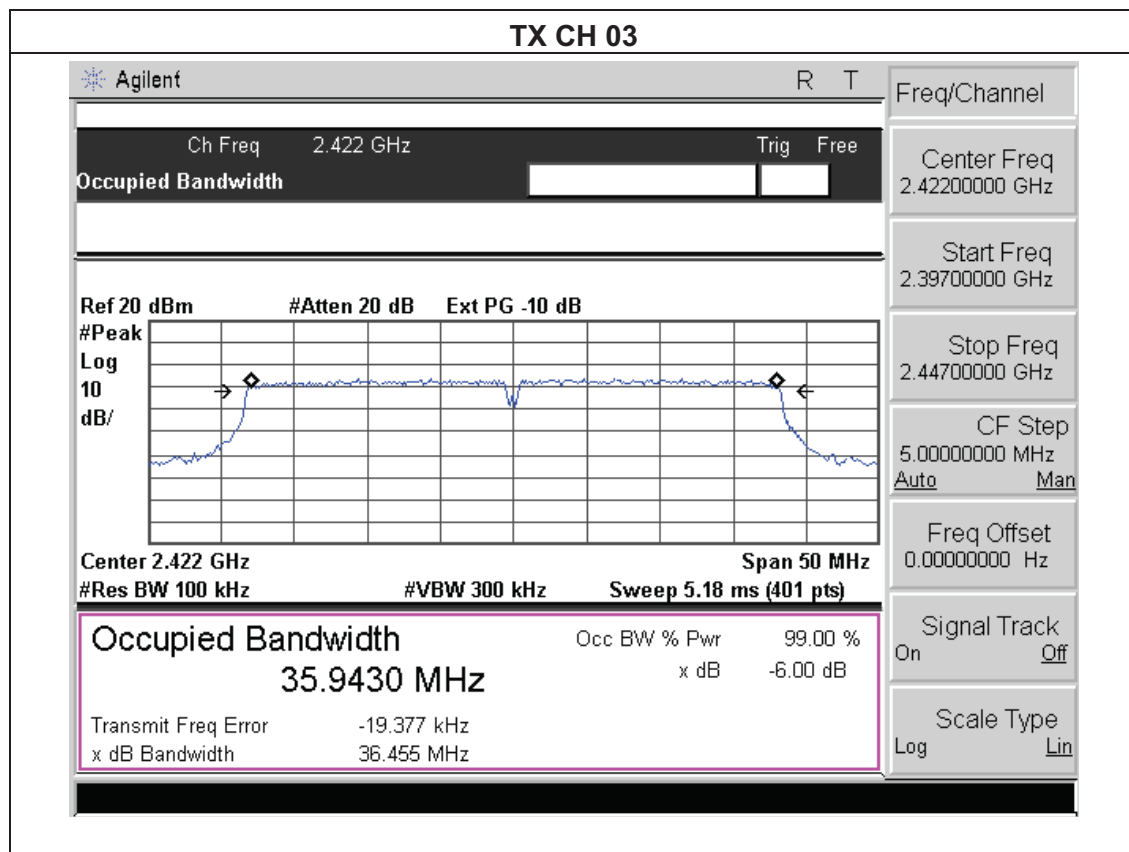 TX CH 03
Agilent R T
Freq/Channel
Ch Freq 2.422 GHz Trig Free
Occupied Bandwidth
Center Freq
2.42200000 GHz
Start Freq
2.39700000 GHz
Stop Freq
2.44700000 GHz
CF Step
5.00000000 MHz
Auto Man
Freq Offset
0.00000000 Hz
Signal Track
On Off
Scale Type
Log Lin
Ref 20 dBm #Atten 20 dB Ext PG -10 dB
#Peak
Log
10
dB/
Center 2.422 GHz Span 50 MHz
#Res BW 100 kHz #VBW 300 kHz Sweep 5.18 ms (401 pts)
Occupied Bandwidth Occ BW % Pwr 99.00 %
35.9430 MHz x dB -6.00 dB
Transmit Freq Error -19.377 kHz
x dB Bandwidth 36.455 MHz